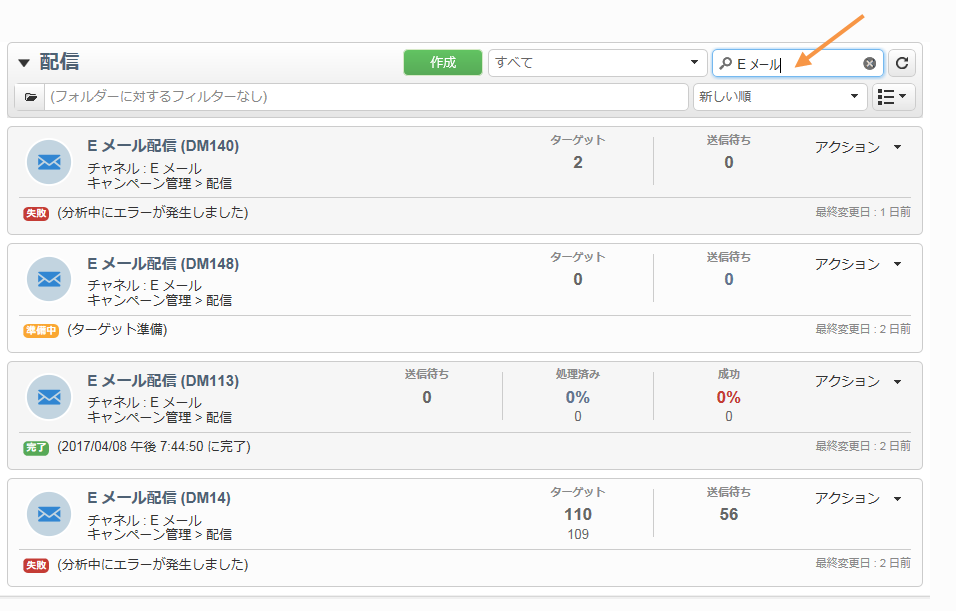 配信
作成
すべて
E メール
(フォルダーに対するフィルターなし)
新しい順
E メール配信 (DM140)
チャネル : E メール
キャンペーン管理 > 配信
ターゲット
2
送信待ち
0
アクション
失敗 (分析中にエラーが発生しました)
最終変更日 : 1 日前
E メール配信 (DM148)
チャネル : E メール
キャンペーン管理 > 配信
ターゲット
0
送信待ち
0
アクション
準備中 (ターゲット準備)
最終変更日 : 2 日前
E メール配信 (DM113)
チャネル : E メール
キャンペーン管理 > 配信
送信待ち
0
処理済み
0%
0
成功
0%
0
アクション
完了 (2017/04/08 午後 7:44:50 に完了)
最終変更日 : 2 日前
E メール配信 (DM14)
チャネル : E メール
キャンペーン管理 > 配信
ターゲット
110
109
送信待ち
56
アクション
失敗 (分析中にエラーが発生しました)
最終変更日 : 2 日前